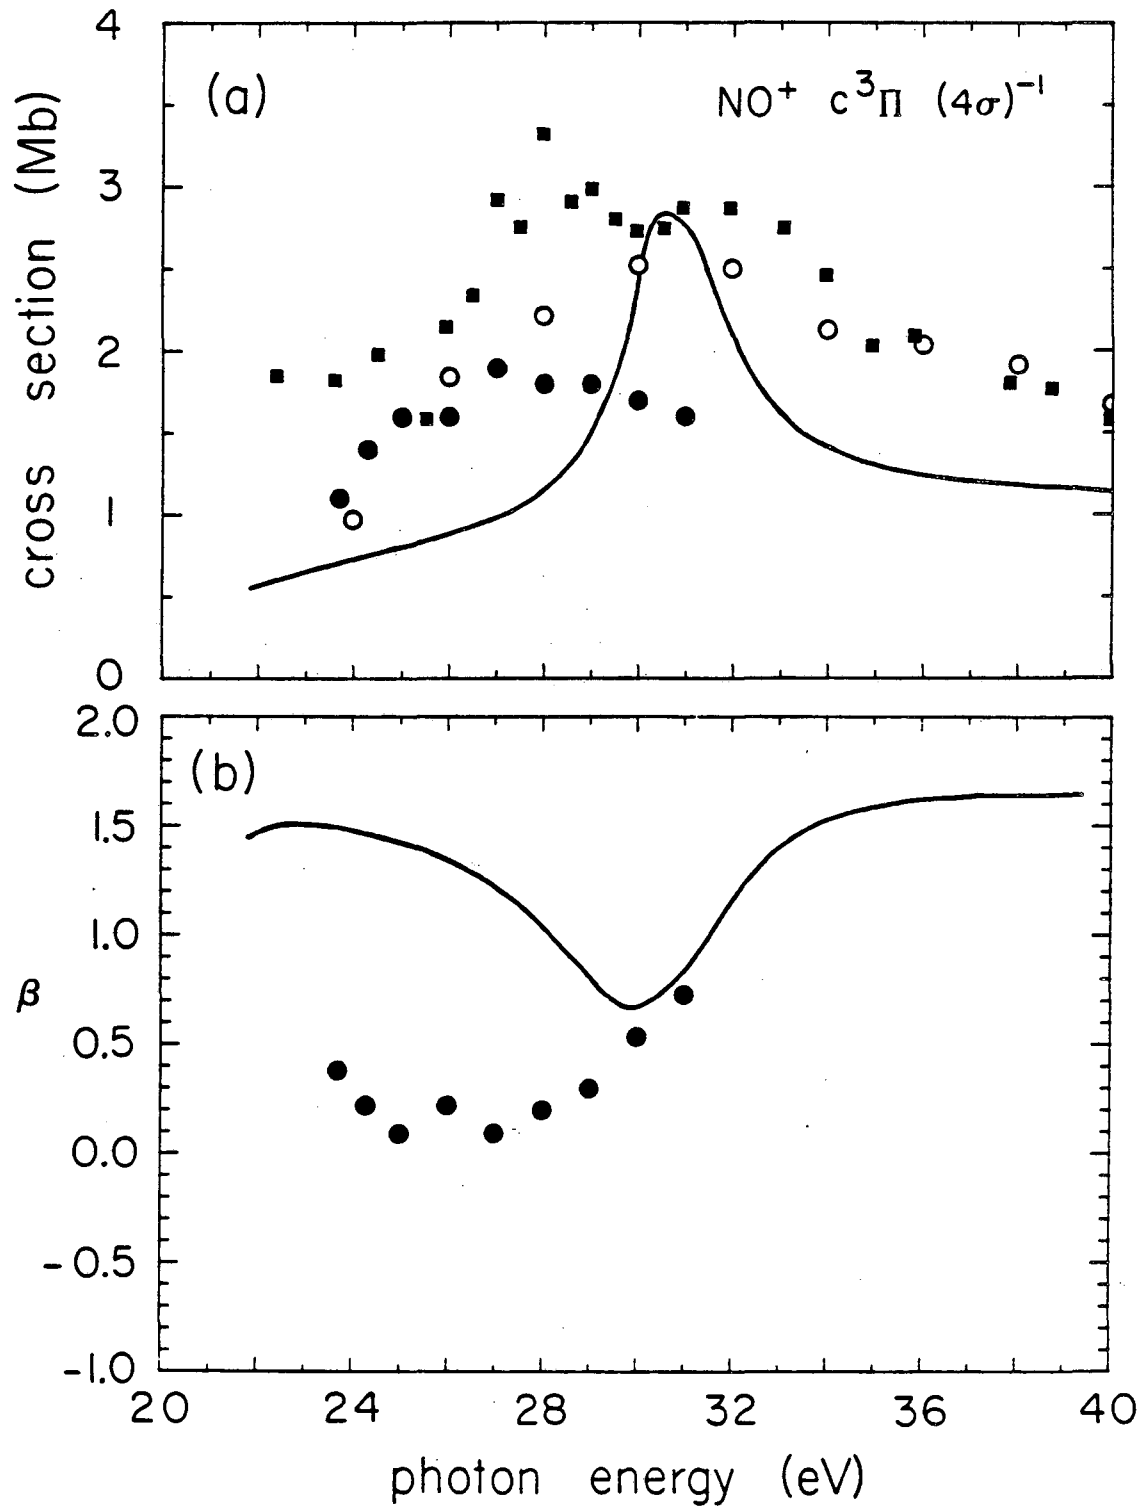 4
(a)
NO⁺ c³Π (4σ)⁻¹
3
2
1
0
cross section (Mb)
2.0
(b)
1.5
1.0
β
0.5
0.0
-0.5
-1.0
20 24 28 32 36 40
photon energy (eV)